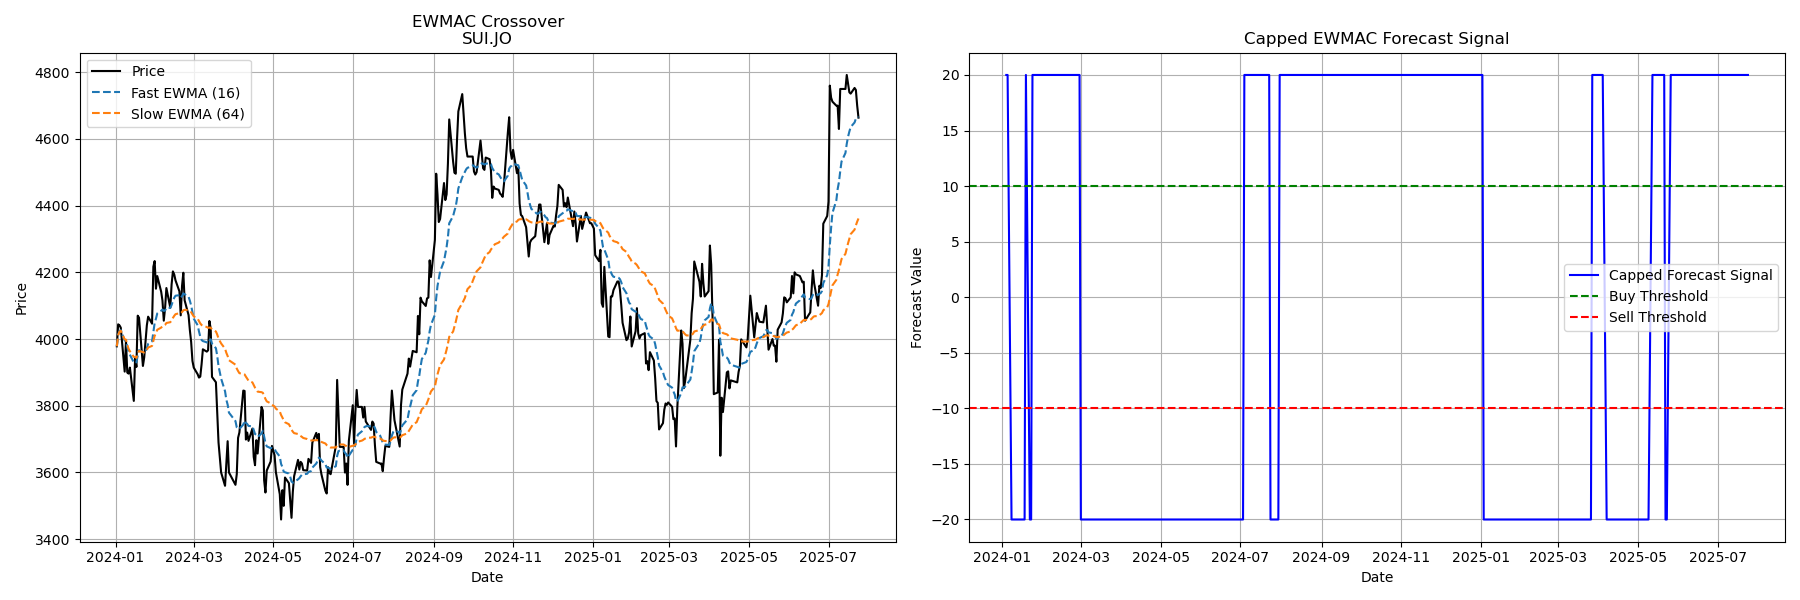 EWMAC Crossover
SUI.JO
Price
Fast EWMA (16)
Slow EWMA (64)
4800
4600
4400
4200
4000
3800
3600
3400
Price
2024-01 2024-03 2024-05 2024-07 2024-09 2024-11 2025-01 2025-03 2025-05 2025-07
Date
Capped EWMAC Forecast Signal
20
15
10
5
0
−5
−10
−15
−20
Forecast Value
Capped Forecast Signal
Buy Threshold
Sell Threshold
2024-01 2024-03 2024-05 2024-07 2024-09 2024-11 2025-01 2025-03 2025-05 2025-07
Date